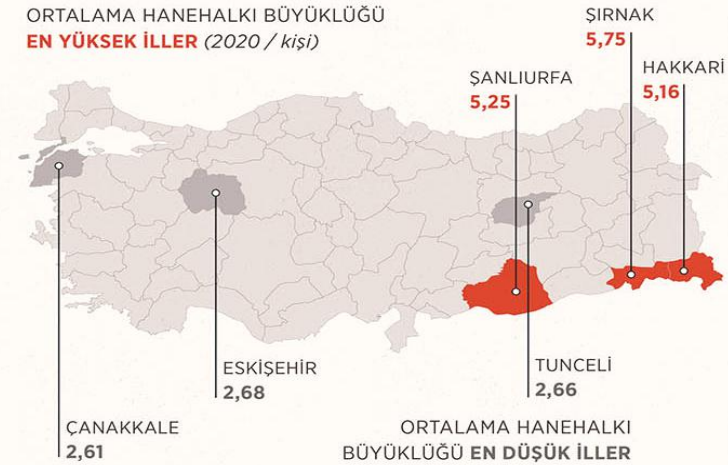 ORTALAMA HANEHALKI BÜYÜKLÜĞÜ
EN YÜKSEK İLLER (2020 / kişi)
ŞIRNAK
5,75
HAKKARİ
5,16
ŞANLIURFA
5,25
ESKİŞEHİR
2,68
TUNCELİ
2,66
ÇANAKKALE
2,61
ORTALAMA HANEHALKI
BÜYÜKLÜĞÜ EN DÜŞÜK İLLER